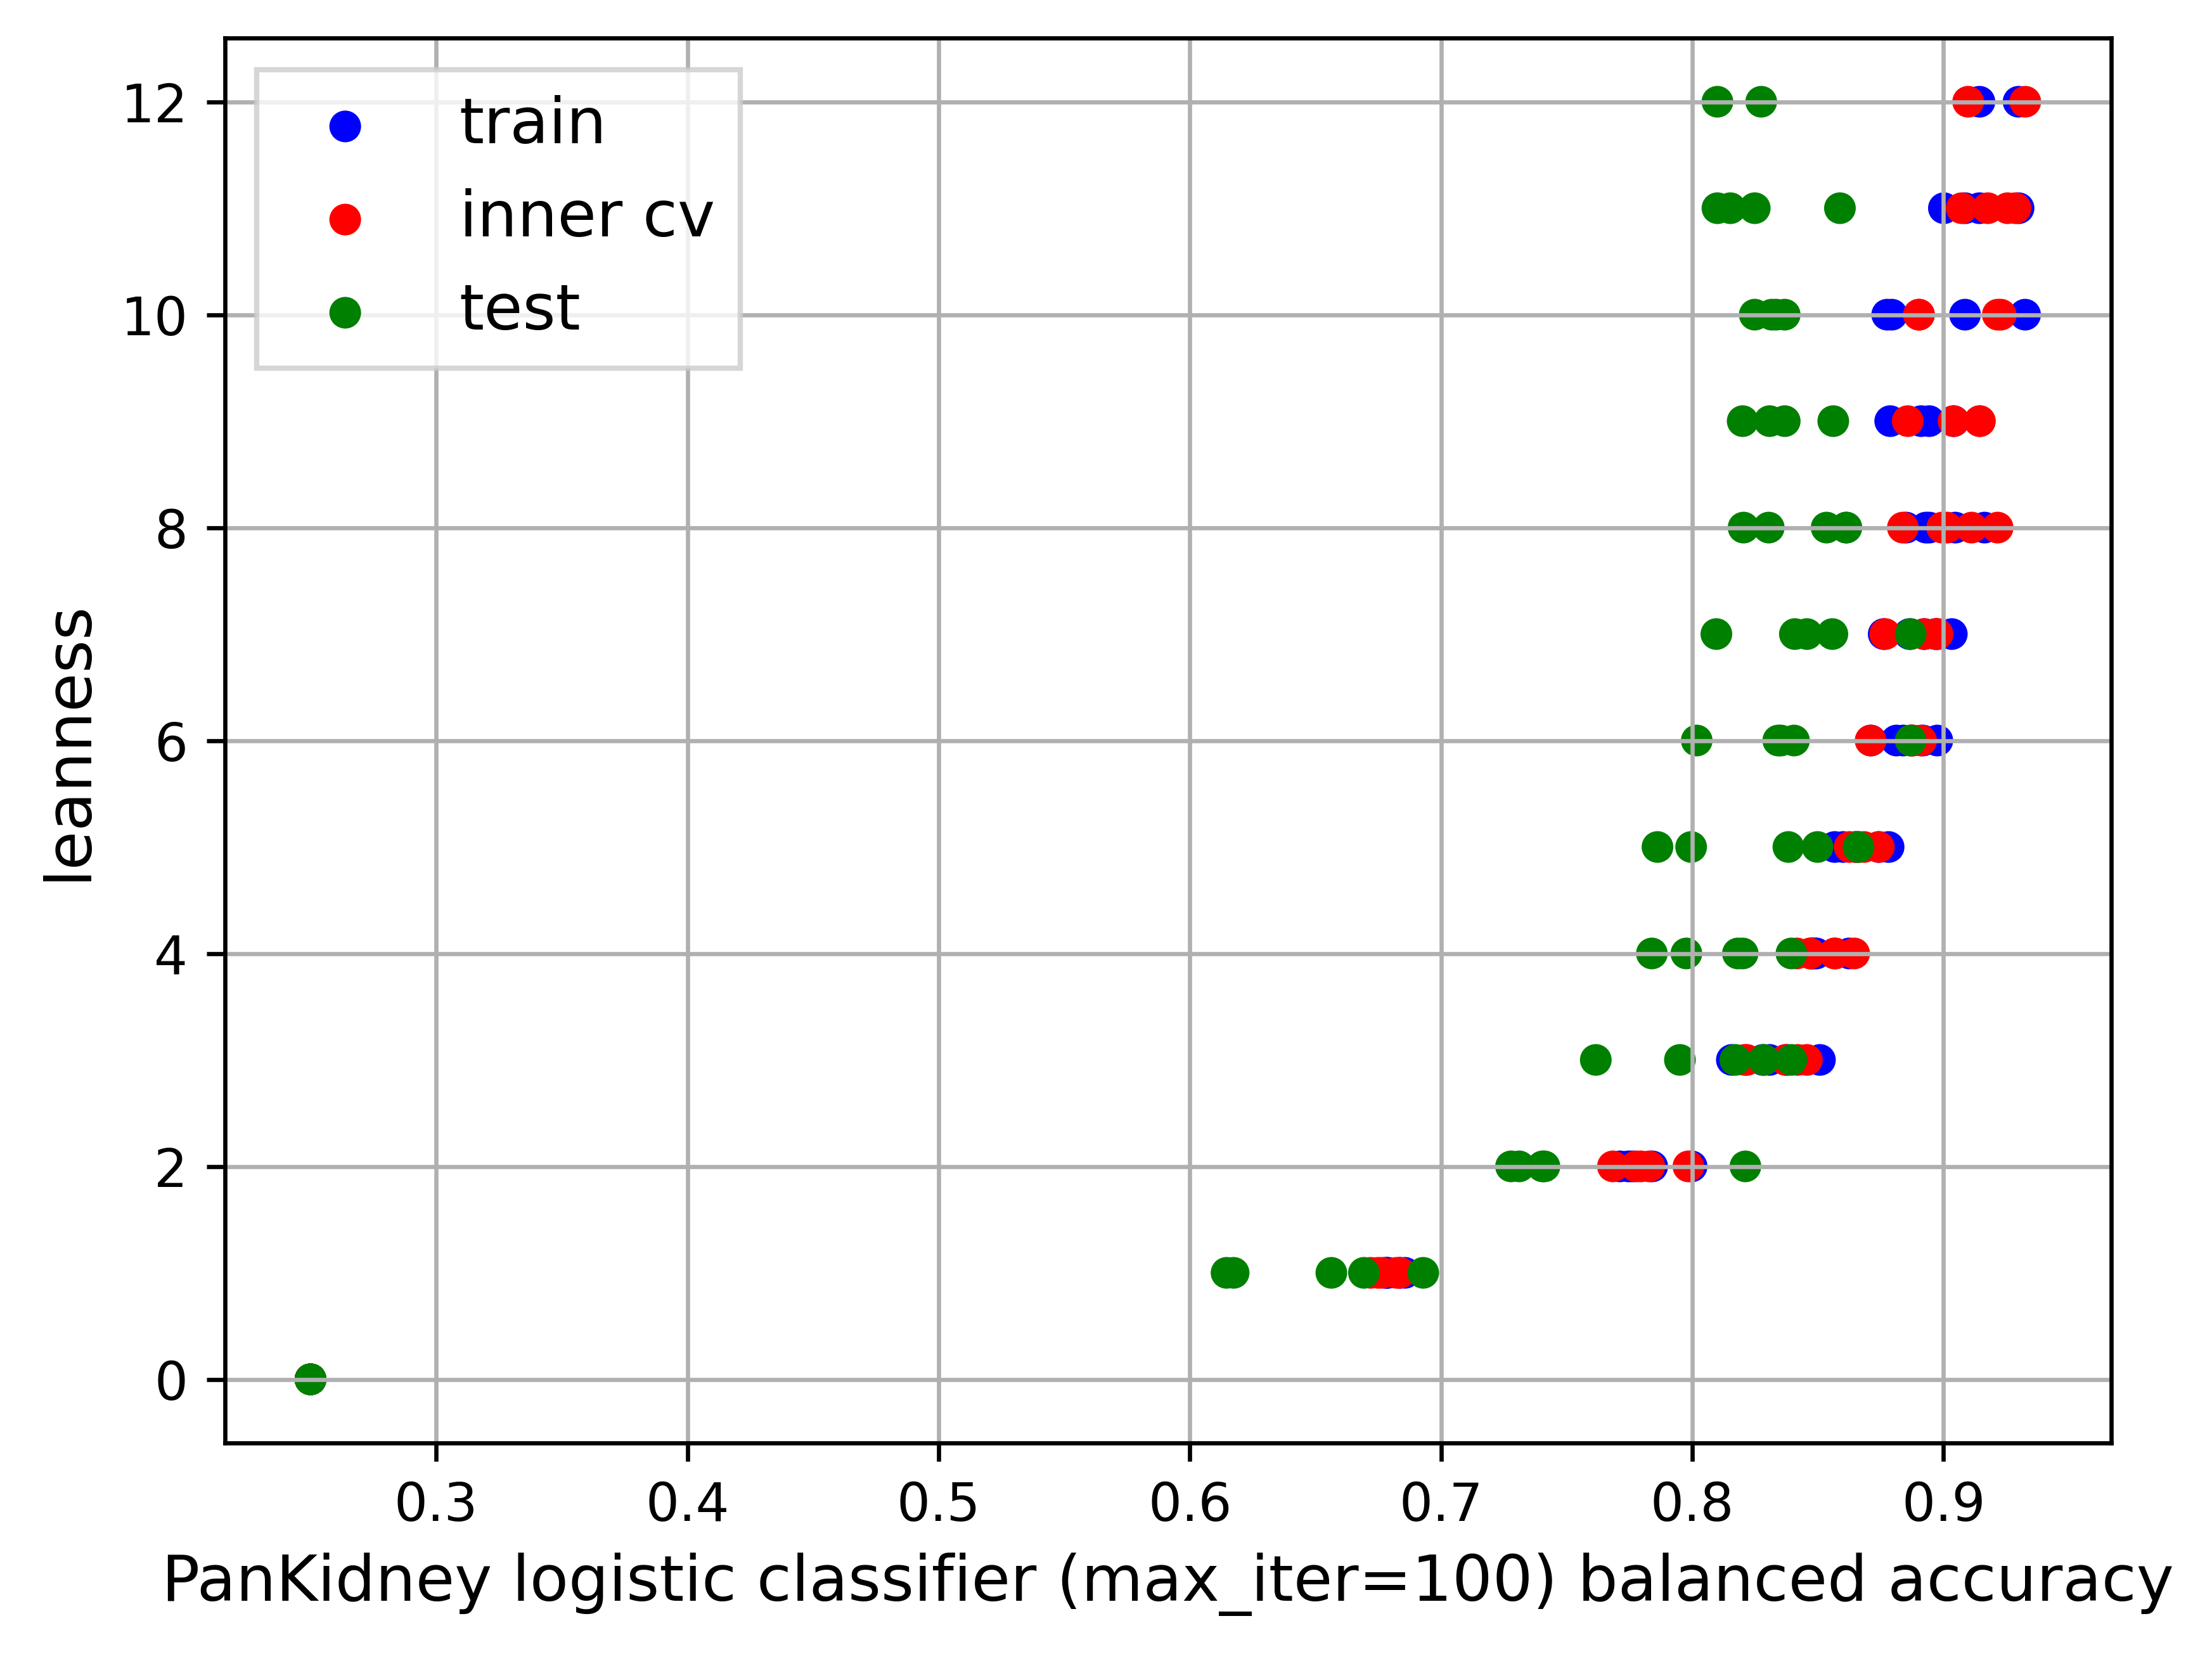 train
inner cv
test
12
10
8
6
4
2
0
leanness
0.3 0.4 0.5 0.6 0.7 0.8 0.9
PanKidney logistic classifier (max_iter=100) balanced accuracy